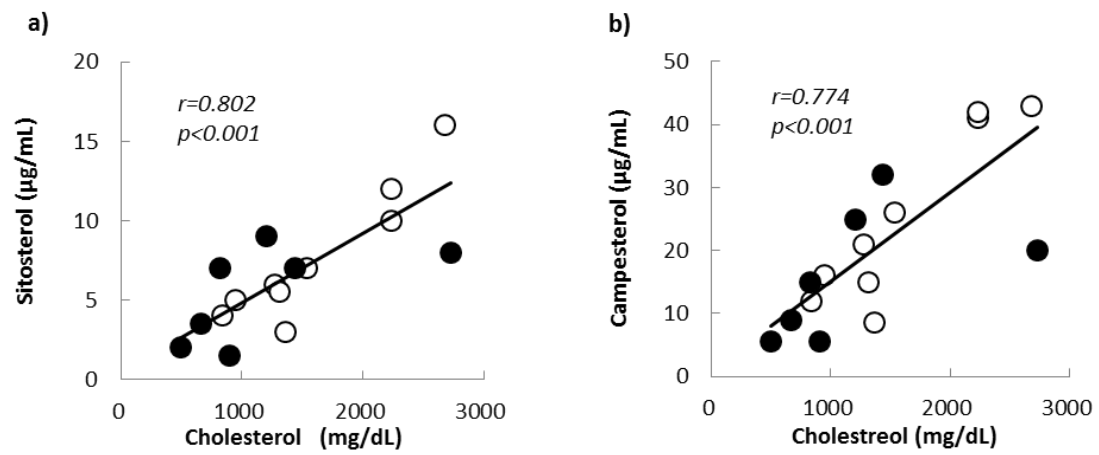 a)
20
15
10
5
0
Sitosterol (µg/mL)
r=0.802
p<0.001
0 1000 2000 3000
Cholesterol (mg/dL)
b)
50
40
30
20
10
0
Campesterol (µg/mL)
r=0.774
p<0.001
0 1000 2000 3000
Cholestreol (mg/dL)